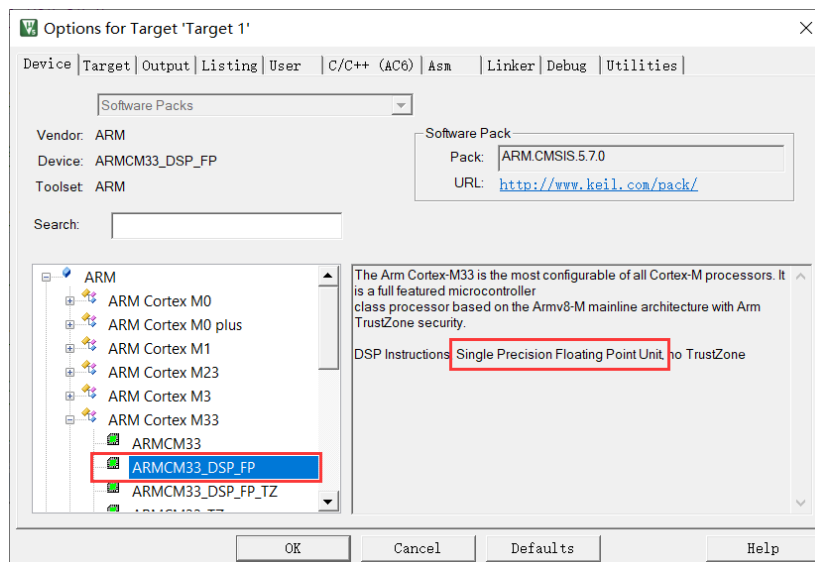 Options for Target 'Target 1'
Device Target Output Listing User C/C++ (AC6) Asm Linker Debug Utilities
Software Packs
Vendor: ARM
Device: ARMCM33_DSP_FP
Toolset ARM
Search:
Software Pack
Pack: ARM.CMSIS.5.7.0
URL: http://www.keil.com/pack/
ARM
ARM Cortex M0
ARM Cortex M0 plus
ARM Cortex M1
ARM Cortex M23
ARM Cortex M3
ARM Cortex M33
ARMCM33
ARMCM33_DSP_FP
ARMCM33_DSP_FP_TZ
The Arm Cortex-M33 is the most configurable of all Cortex-M processors. It
is a full featured microcontroller
class processor based on the Armv8-M mainline architecture with Arm
TrustZone security.
DSP Instructions Single Precision Floating Point Unit, no TrustZone
OK Cancel Defaults Help